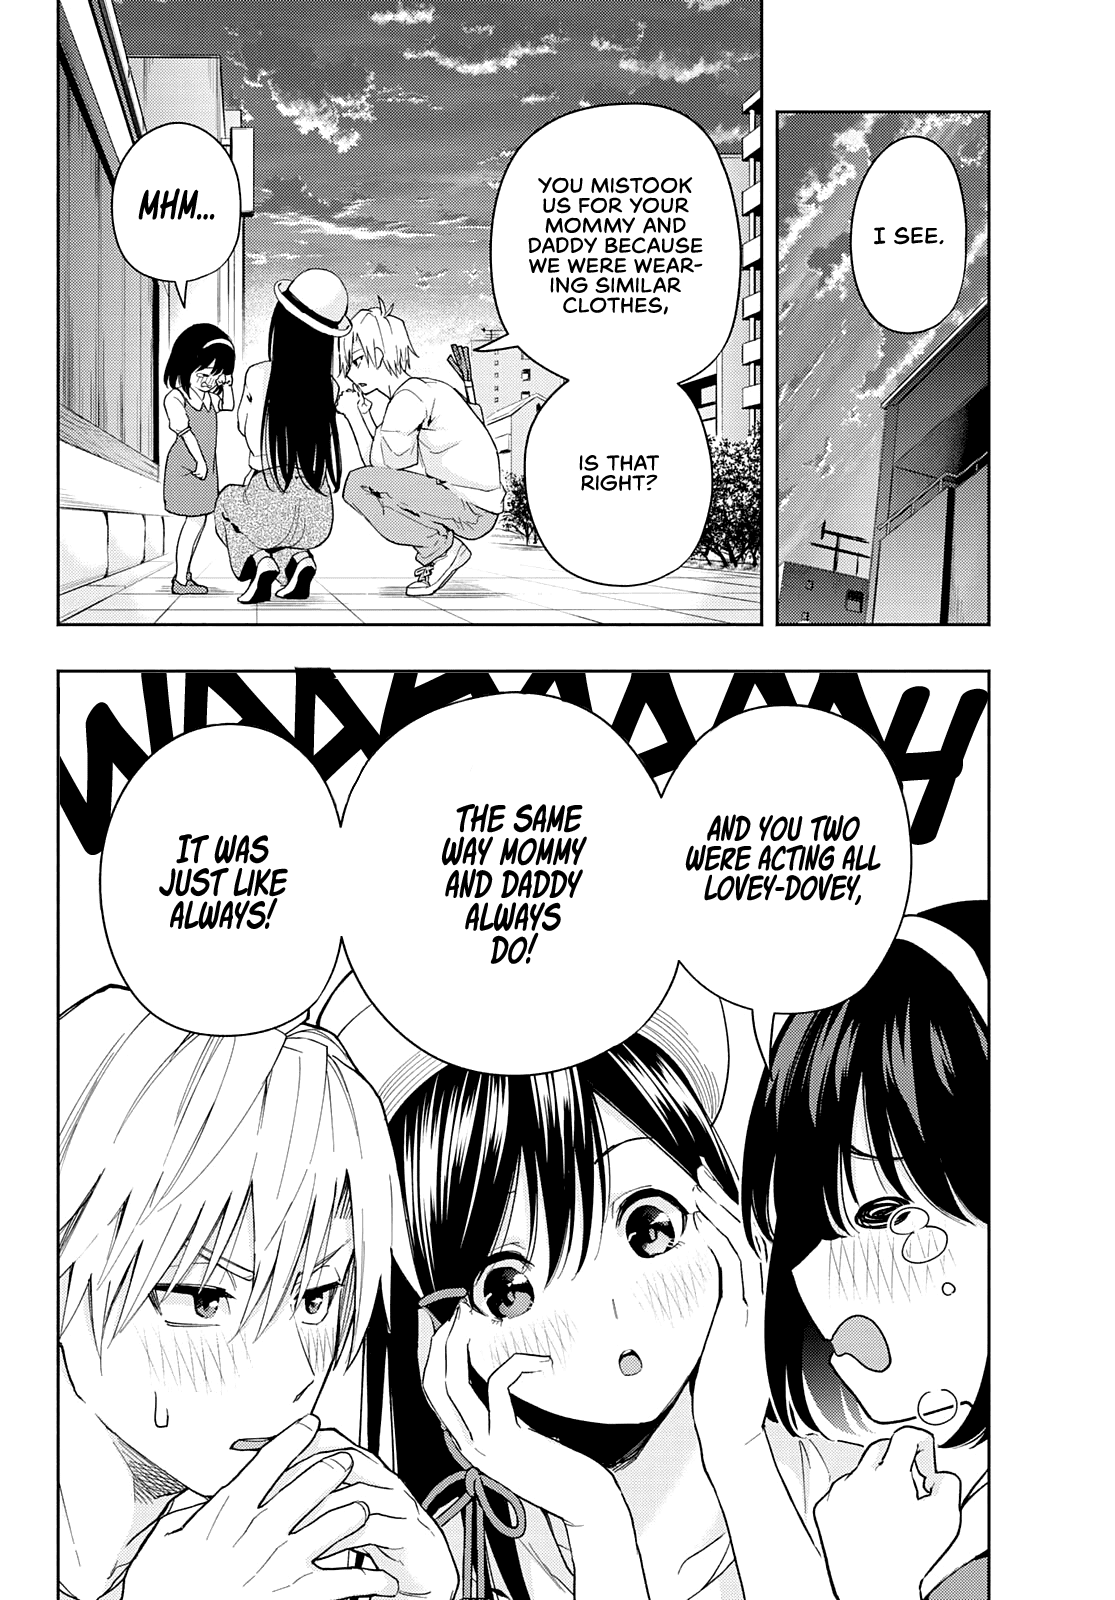 I SEE.
YOU MISTOOK
US FOR YOUR
MOMMY AND
DADDY BECAUSE
WE WERE WEAR-
ING SIMILAR
CLOTHES,
IS THAT
RIGHT?
MHM...
AND YOU TWO
WERE ACTING ALL
LOVEY-DOVEY,
THE SAME
WAY MOMMY
AND DADDY
ALWAYS
DO!
IT WAS
JUST LIKE
ALWAYS!